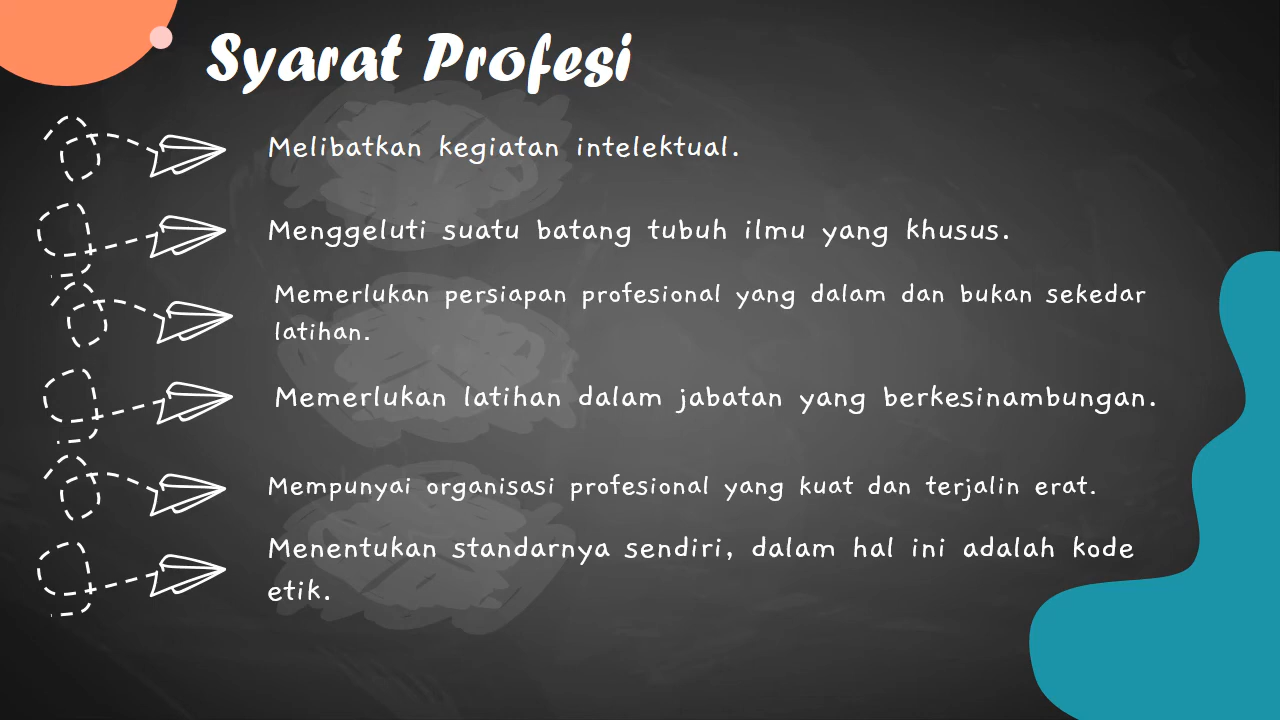 Syarat Profesi
Melibatkan kegiatan intelektual.
Menggeluti suatu batang tubuh ilmu yang khusus.
Memerlukan persiapan profesional yang dalam dan bukan sekedar
latihan.
Memerlukan latihan dalam jabatan yang berkesinambungan.
Mempunyai organisasi profesional yang kuat dan terjalin erat.
Menentukan standarnya sendiri, dalam hal ini adalah kode
etik.